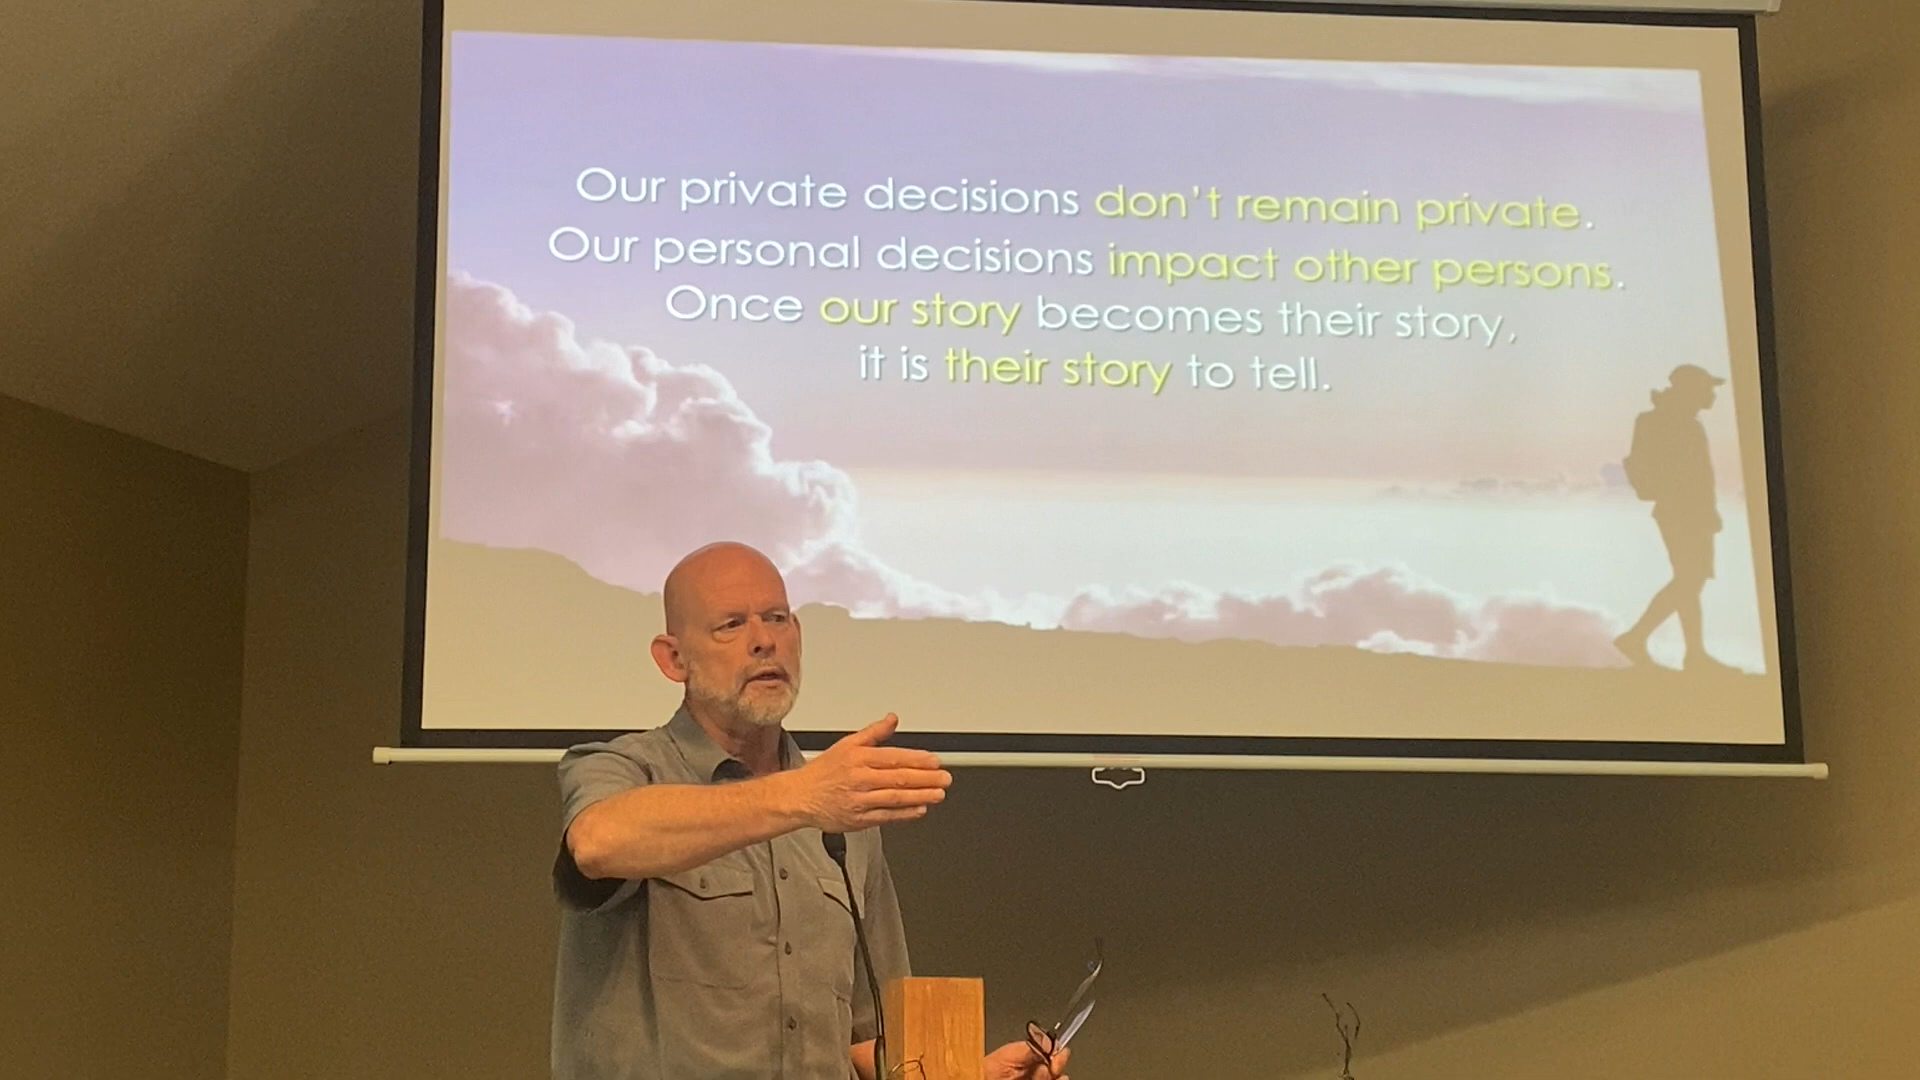 Our private decisions don't remain private.
Our personal decisions impact other persons.
Once our story becomes their story,
it is their story to tell.